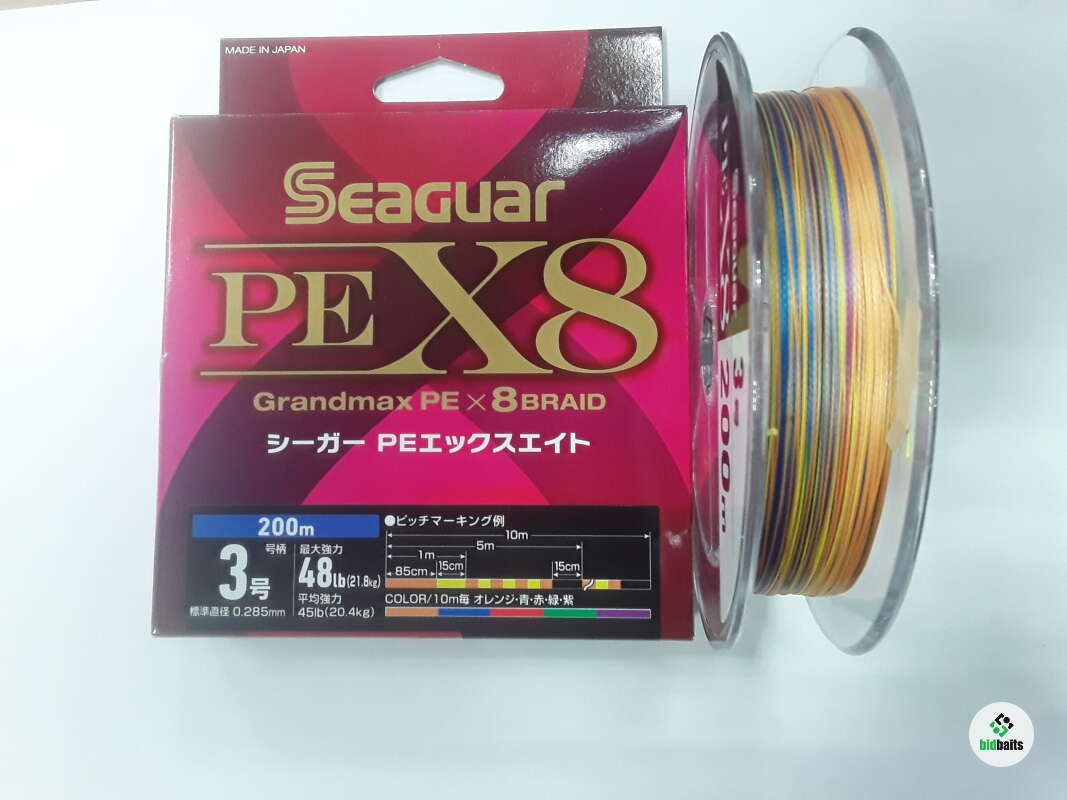 MADE IN JAPAN
Seaguar
PE X8
Grandmax PE×8BRAID
シーガー PEエックスエイト
200m
3号
号柄
標準直径 0.285mm
最大強力
48lb(21.8kg)
平均強力
45lb(20.4kg)
●ピッチマーキング例
10m
5m
1m
85cm
15cm
15cm
COLOR/10m毎 オレンジ・青・赤・緑・紫
Seaguar
3
200m
bidbaits